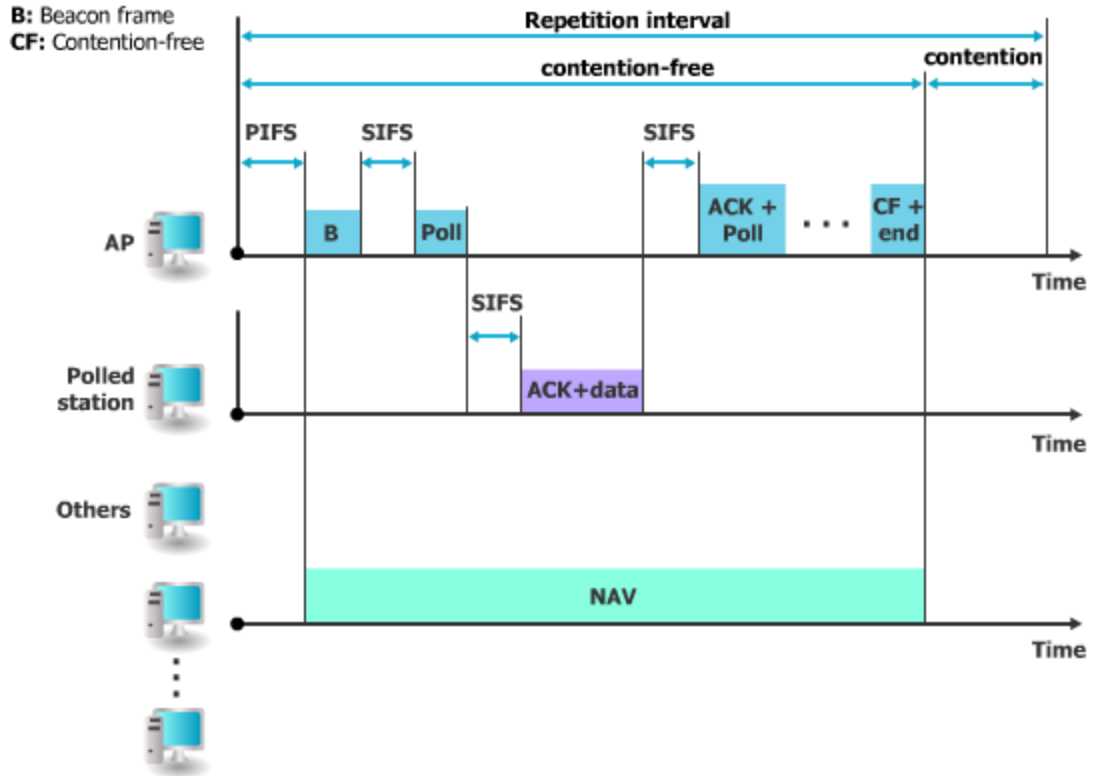 B: Beacon frame
CF: Contention-free
Repetition interval
contention-free
contention
PIFS
SIFS
SIFS
AP
B
Poll
ACK +
Poll
. . .
CF +
end
Time
SIFS
Polled
station
ACK+data
Time
Others
NAV
Time